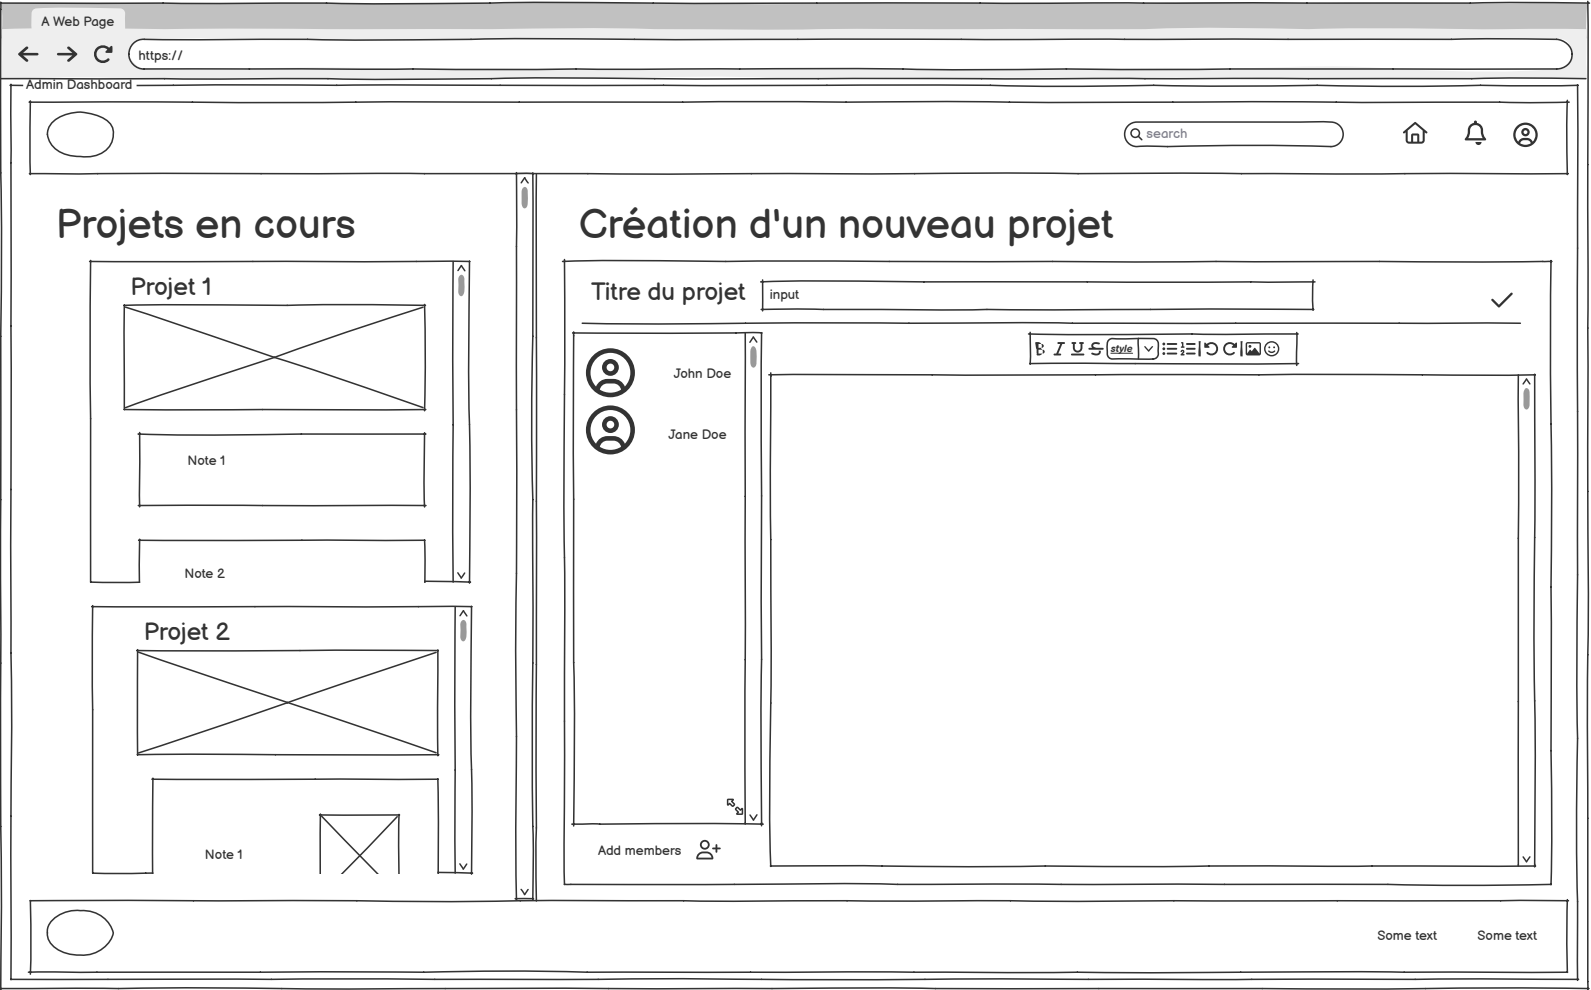 A Web Page
https://
Admin Dashboard
search
Projets en cours
Projet 1
Note 1
Note 2
Projet 2
Note 1
Création d'un nouveau projet
Titre du projet
input
B I U S style
John Doe
Jane Doe
Add members
Some text
Some text